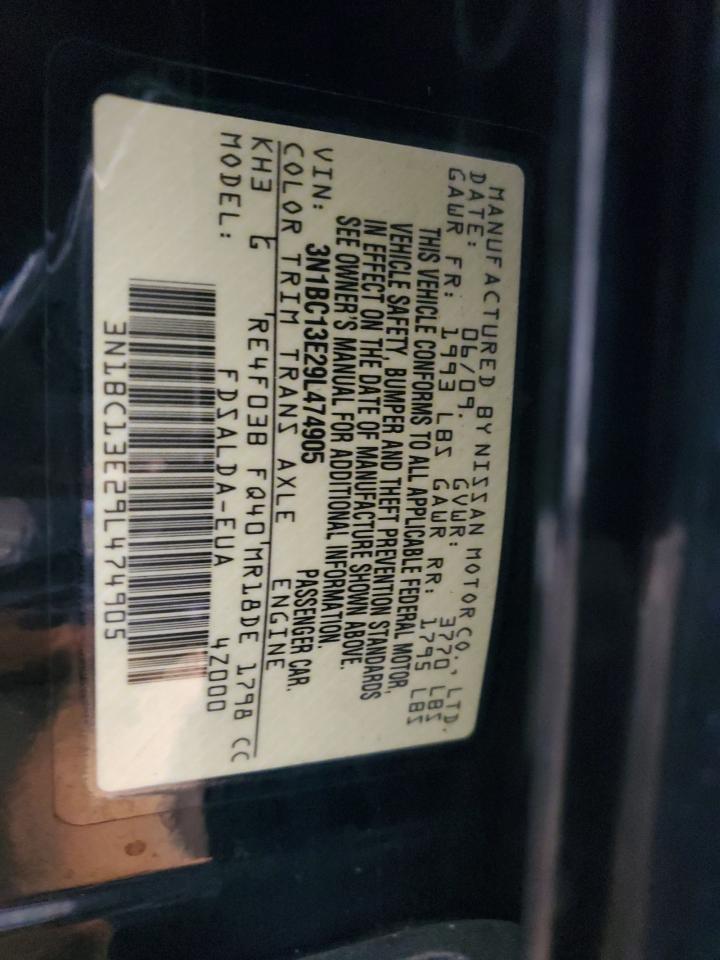 MANUFACTURED BY NISSAN MOTOR CO., LTD.
DATE: 06/09. GVWR: 3770 LBS
GAWR FR: 1993 LBS GAWR RR: 1795 LBS
THIS VEHICLE CONFORMS TO ALL APPLICABLE FEDERAL MOTOR,
VEHICLE SAFETY, BUMPER AND THEFT PREVENTION STANDARDS
IN EFFECT ON THE DATE OF MANUFACTURE SHOWN ABOVE.
SEE OWNER'S MANUAL FOR ADDITIONAL INFORMATION.
VIN: 3N1BC13E29L474905 PASSENGER CAR.
COLOR TRIM TRANS AXLE ENGINE
KH3 G RE4F03B FQ40 MR18DE 1798 CC
MODEL: FDSALDA-EUA 4Z000
3N1BC13E29L474905